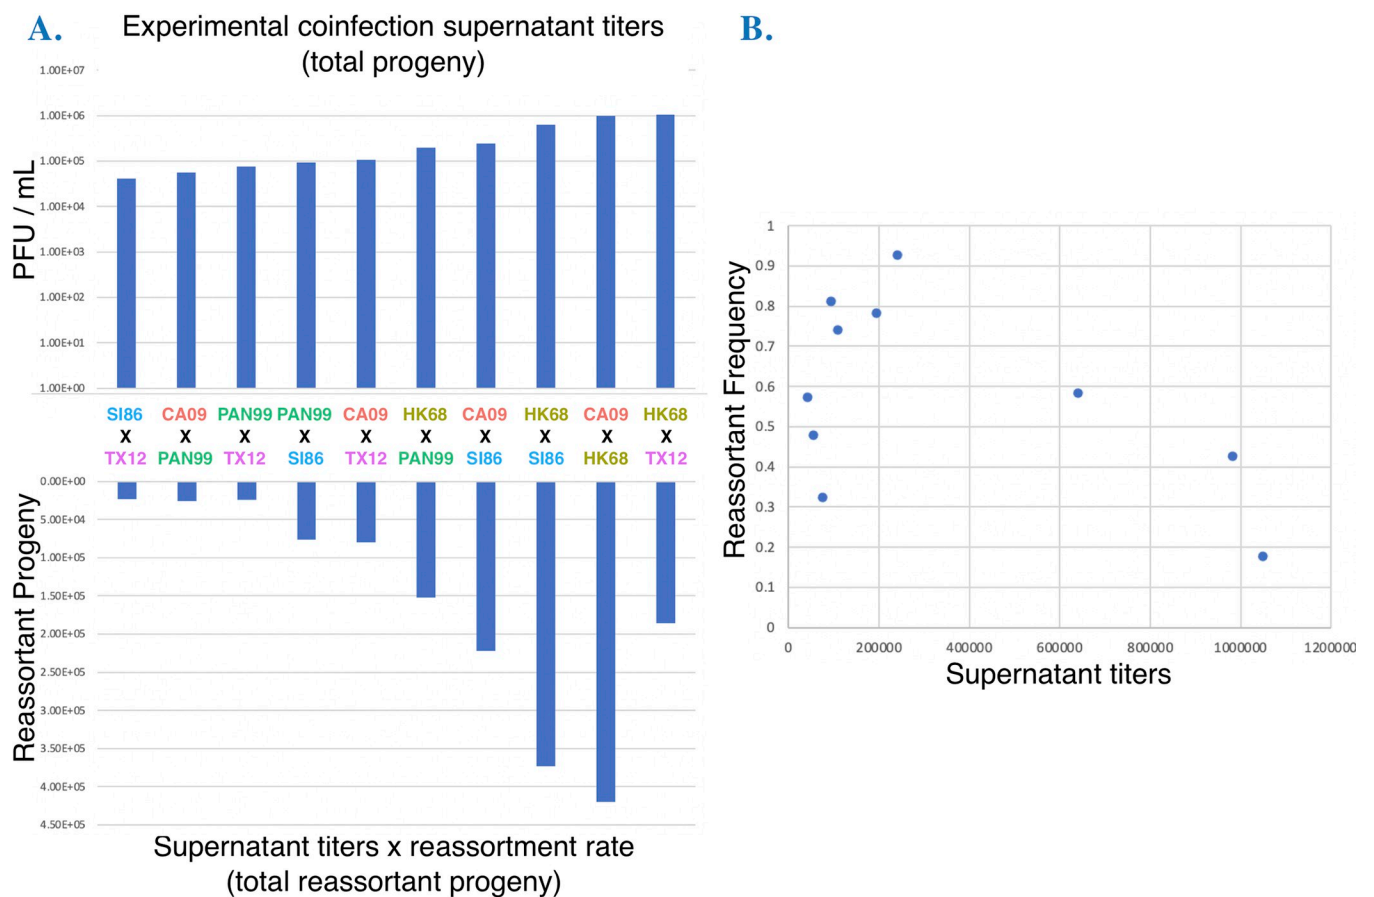 A.
Experimental coinfection supernatant titers
(total progeny)
PFU / mL
1.00E+07
1.00E+06
1.00E+05
1.00E+04
1.00E+03
1.00E+02
1.00E+01
1.00E+00
SI86 CA09 PAN99 PAN99 CA09 HK68 CA09 HK68 CA09 HK68
X X X X X X X X X X
TX12 PAN99 TX12 SI86 TX12 PAN99 SI86 SI86 HK68 TX12
Reassortant Progeny
0.00E+00
5.00E+04
1.00E+05
1.50E+05
2.00E+05
2.50E+05
3.00E+05
3.50E+05
4.00E+05
4.50E+05
Supernatant titers x reassortment rate
(total reassortant progeny)
B.
Reassortant Frequency
1
0.9
0.8
0.7
0.6
0.5
0.4
0.3
0.2
0.1
0
0 200000 400000 600000 800000 1000000 1200000
Supernatant titers